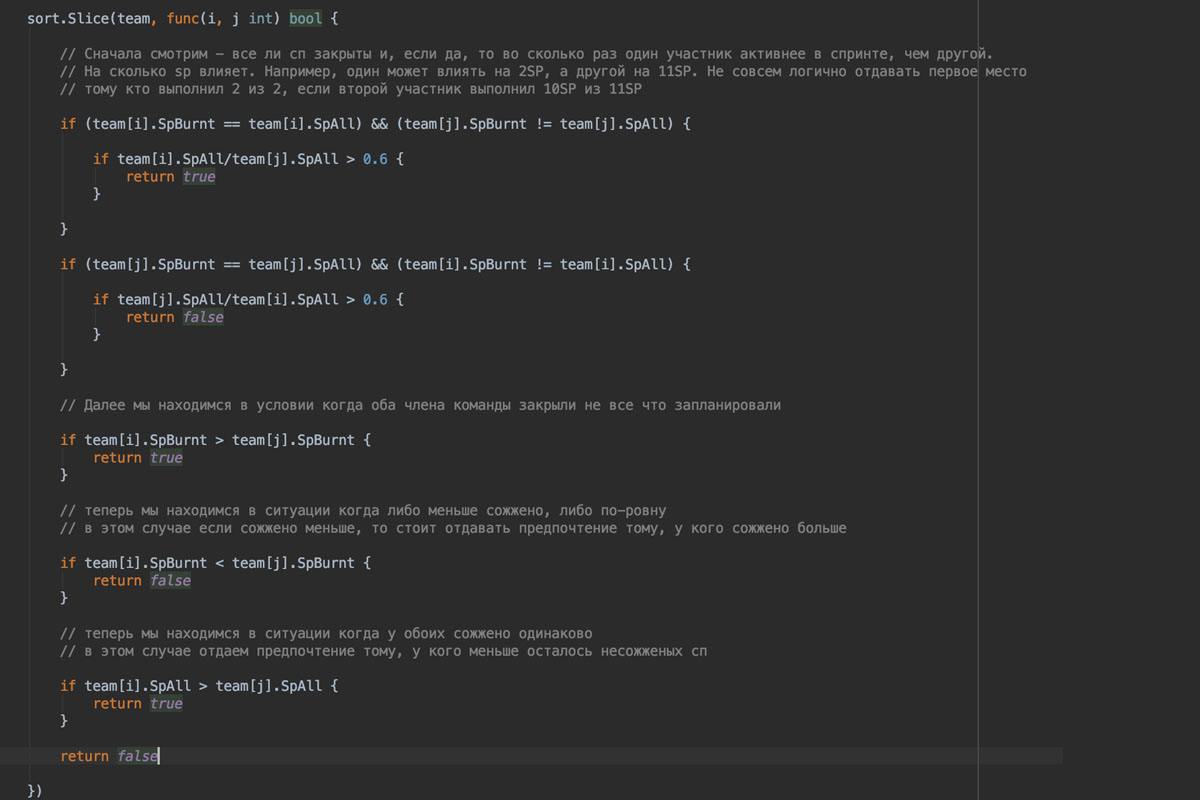 sort.Slice(team, func(i, j int) bool {
// Сначала смотрим – все ли сп закрыты и, если да, то во сколько раз один участник активнее в спринте, чем другой.
// На сколько sp влияет. Например, один может влиять на 2SP, а другой на 11SP. Не совсем логично отдавать первое место
// тому кто выполнил 2 из 2, если второй участник выполнил 10SP из 11SP
if (team[i].SpBurnt == team[i].SpAll) && (team[j].SpBurnt != team[j].SpAll) {
if team[i].SpAll/team[j].SpAll > 0.6 {
return true
}
}
if (team[j].SpBurnt == team[j].SpAll) && (team[i].SpBurnt != team[i].SpAll) {
if team[j].SpAll/team[i].SpAll > 0.6 {
return false
}
}
// Далее мы находимся в условии когда оба члена команды закрыли не все что запланировали
if team[i].SpBurnt > team[j].SpBurnt {
return true
}
// теперь мы находимся в ситуации когда либо меньше сожжено, либо по-ровну
// в этом случае если сожжено меньше, то стоит отдавать предпочтение тому, у кого сожжено больше
if team[i].SpBurnt < team[j].SpBurnt {
return false
}
// теперь мы находимся в ситуации когда у обоих сожжено одинаково
// в этом случае отдаем предпочтение тому, у кого меньше осталось несожженых сп
if team[i].SpAll > team[j].SpAll {
return true
}
return false
})